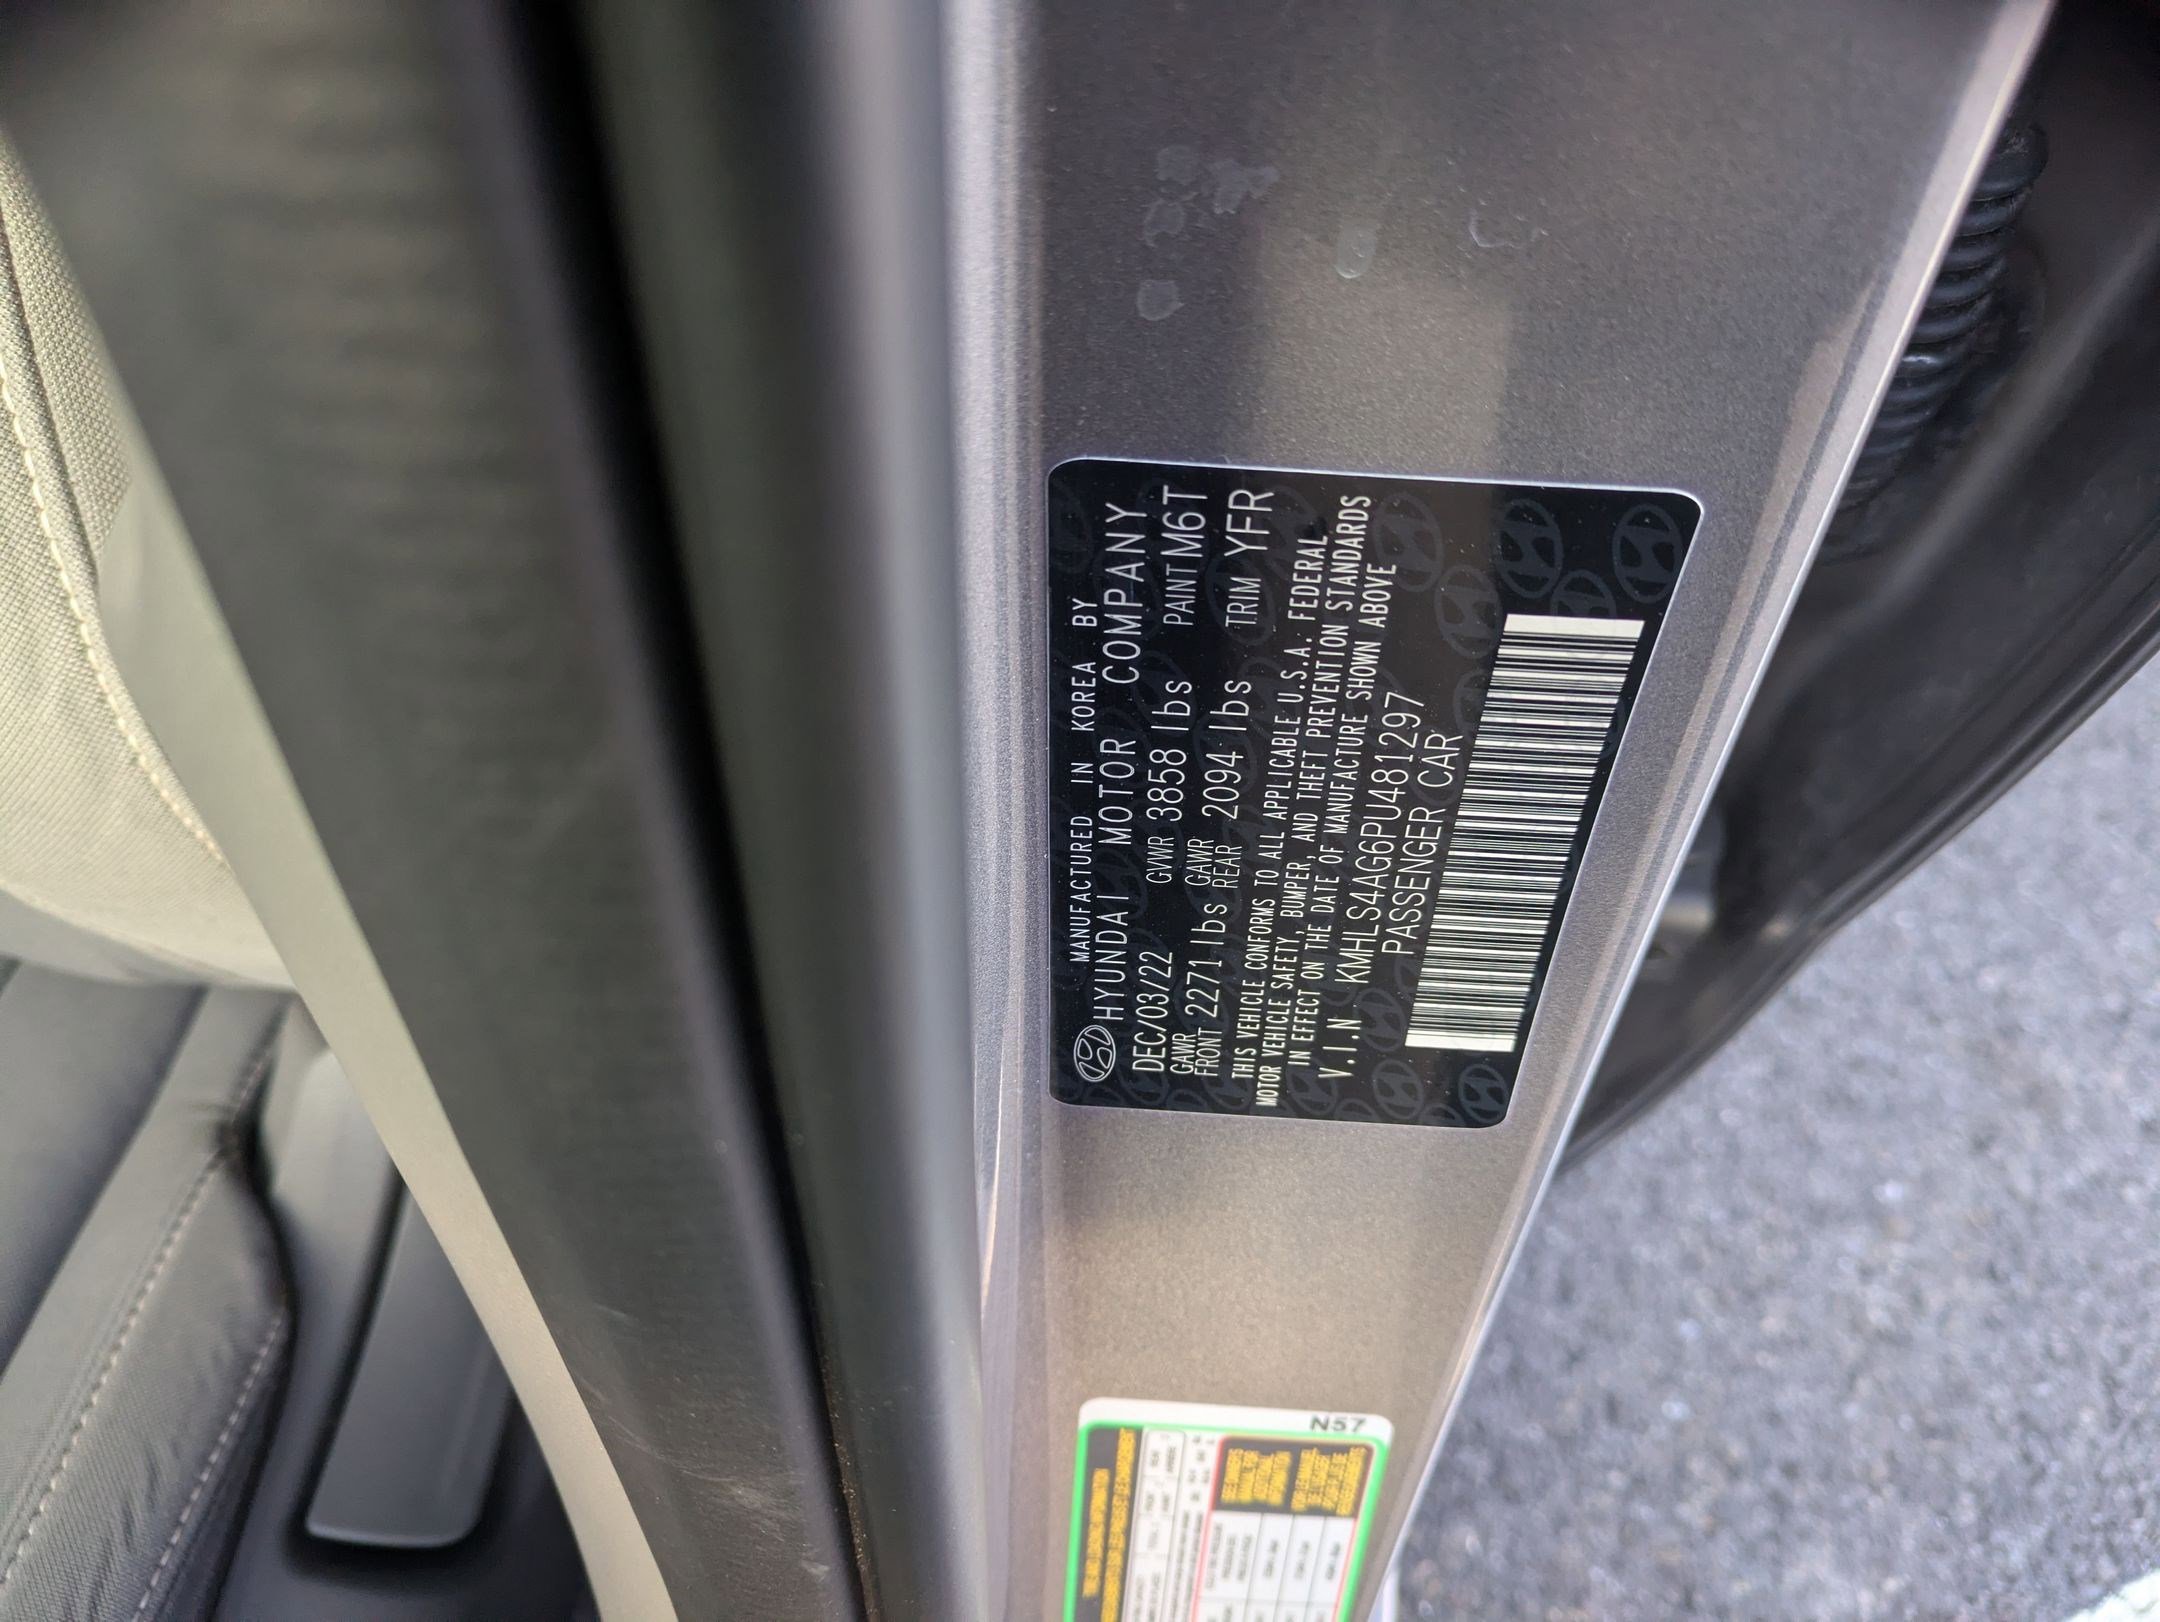 MANUFACTURED IN KOREA BY
HYUNDAI MOTOR COMPANY
DEC/03/22 GVWR 3858 lbs PAINT M6T
GAWR FRONT 2271 lbs GAWR REAR 2094 lbs TRIM YFR
THIS VEHICLE CONFORMS TO ALL APPLICABLE U.S.A. FEDERAL
MOTOR VEHICLE SAFETY, BUMPER, AND THEFT PREVENTION STANDARDS
IN EFFECT ON THE DATE OF MANUFACTURE SHOWN ABOVE
V.I.N. KMHLS4AG6PU481297
PASSENGER CAR
N57